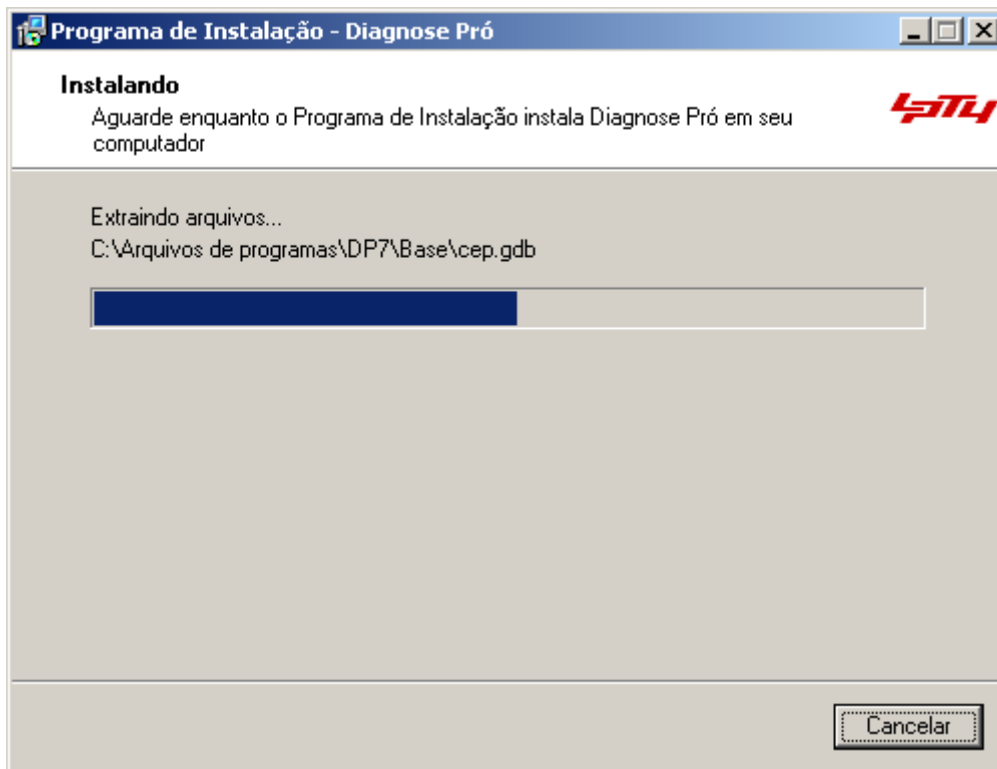 Programa de Instalação - Diagnose Pró
Instalando
Aguarde enquanto o Programa de Instalação instala Diagnose Pró em seu
computador
Extraindo arquivos...
C:\Arquivos de programas\DP7\Base\cep.gdb
Cancelar